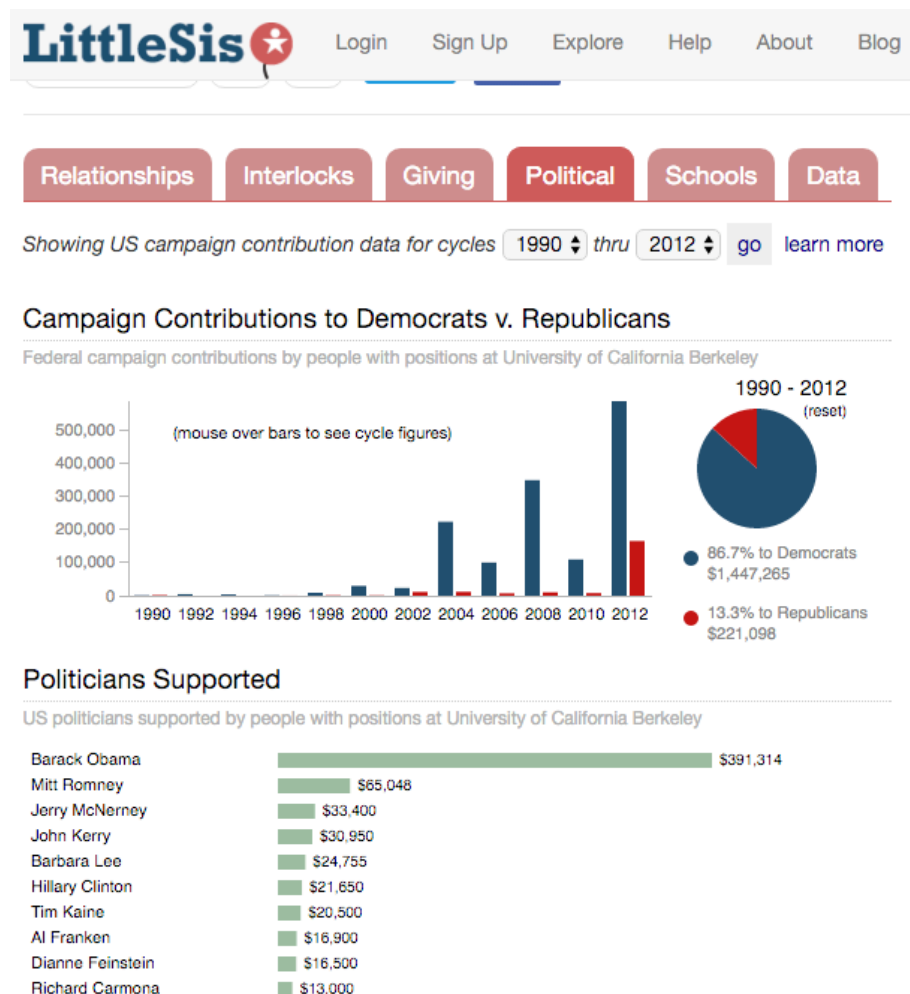 LittleSis Login Sign Up Explore Help About Blog
Relationships Interlocks Giving Political Schools Data
Showing US campaign contribution data for cycles 1990 thru 2012 go learn more
Campaign Contributions to Democrats v. Republicans
Federal campaign contributions by people with positions at University of California Berkeley
1990 - 2012
(reset)
(mouse over bars to see cycle figures)
500,000
400,000
300,000
200,000
100,000
0
1990 1992 1994 1996 1998 2000 2002 2004 2006 2008 2010 2012
86.7% to Democrats
$1,447,265
13.3% to Republicans
$221,098
Politicians Supported
US politicians supported by people with positions at University of California Berkeley
Barack Obama $391,314
Mitt Romney $65,048
Jerry McNerney $33,400
John Kerry $30,950
Barbara Lee $24,755
Hillary Clinton $21,650
Tim Kaine $20,500
Al Franken $16,900
Dianne Feinstein $16,500
Richard Carmona $13,000